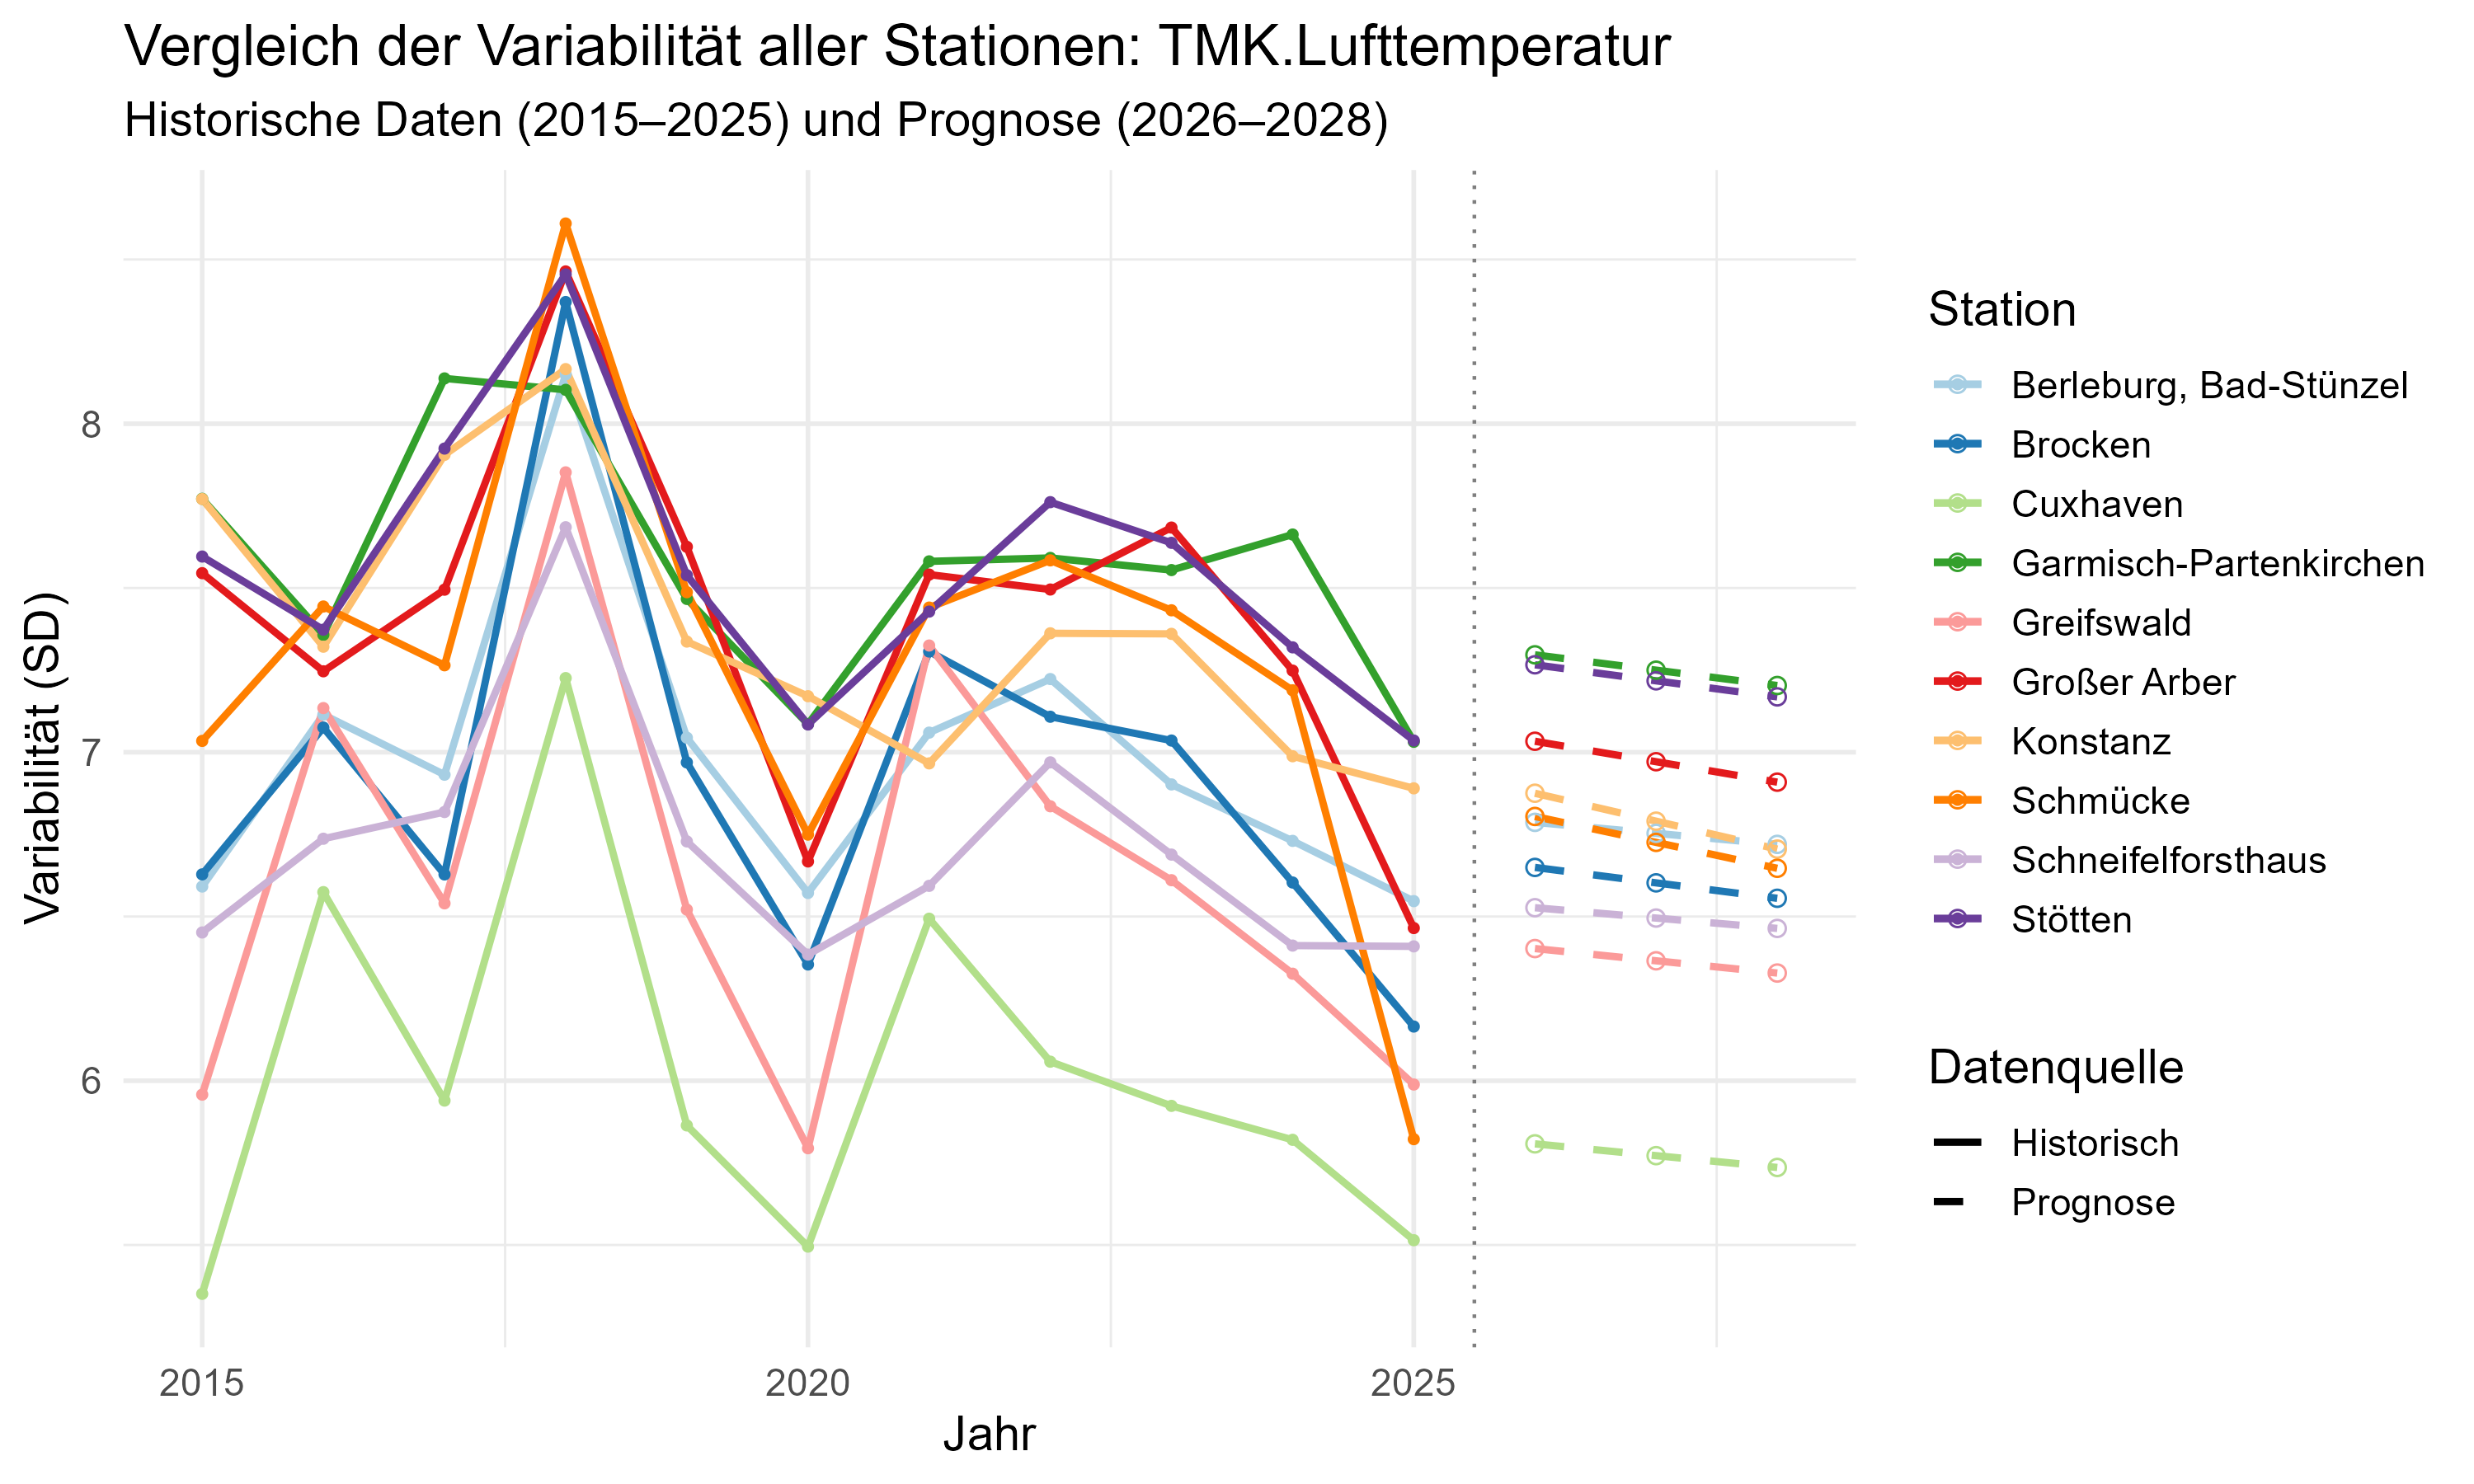 Vergleich der Variabilität aller Stationen: TMK.Lufttemperatur
Historische Daten (2015–2025) und Prognose (2026–2028)
Variabilität (SD)
8
7
6
2015
2020
2025
Jahr
Station
Berleburg, Bad-Stünzel
Brocken
Cuxhaven
Garmisch-Partenkirchen
Greifswald
Großer Arber
Konstanz
Schmücke
Schneifelforsthaus
Stötten
Datenquelle
Historisch
Prognose